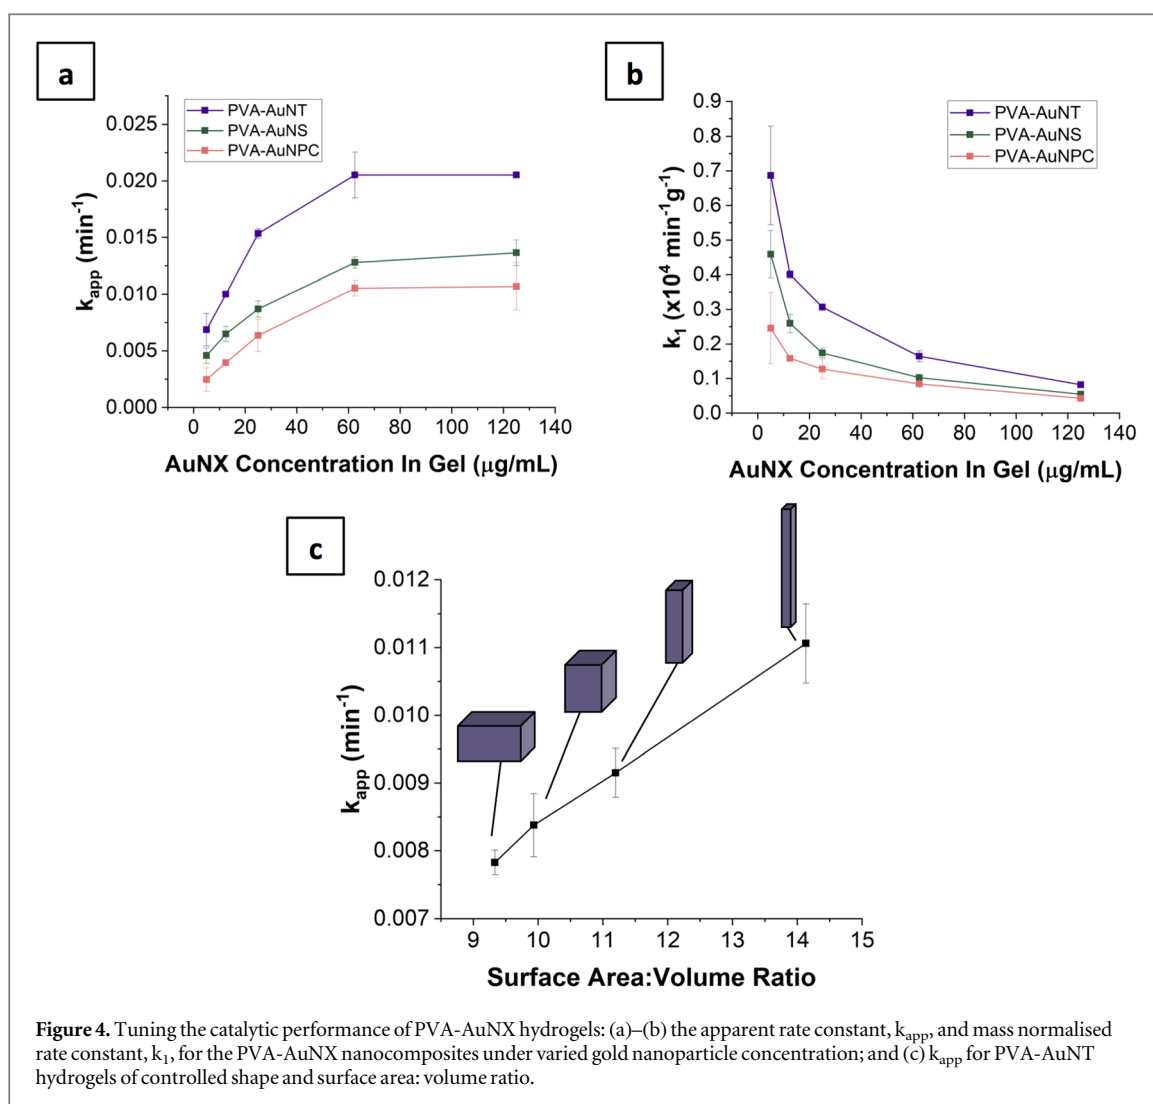 a
PVA-AuNT
PVA-AuNS
PVA-AuNPC
0.025
0.020
0.015
0.010
0.005
0.000
k_app (min⁻¹)
0 20 40 60 80 100 120 140
AuNX Concentration In Gel (μg/mL)
b
PVA-AuNT
PVA-AuNS
PVA-AuNPC
0.9
0.8
0.7
0.6
0.5
0.4
0.3
0.2
0.1
0.0
k₁ (x10⁴ min⁻¹g⁻¹)
0 20 40 60 80 100 120 140
AuNX Concentration In Gel (μg/mL)
c
0.012
0.011
0.010
0.009
0.008
0.007
k_app (min⁻¹)
9 10 11 12 13 14 15
Surface Area:Volume Ratio
Figure 4. Tuning the catalytic performance of PVA-AuNX hydrogels: (a)–(b) the apparent rate constant, k_app, and mass normalised
rate constant, k₁, for the PVA-AuNX nanocomposites under varied gold nanoparticle concentration; and (c) k_app for PVA-AuNT
hydrogels of controlled shape and surface area: volume ratio.